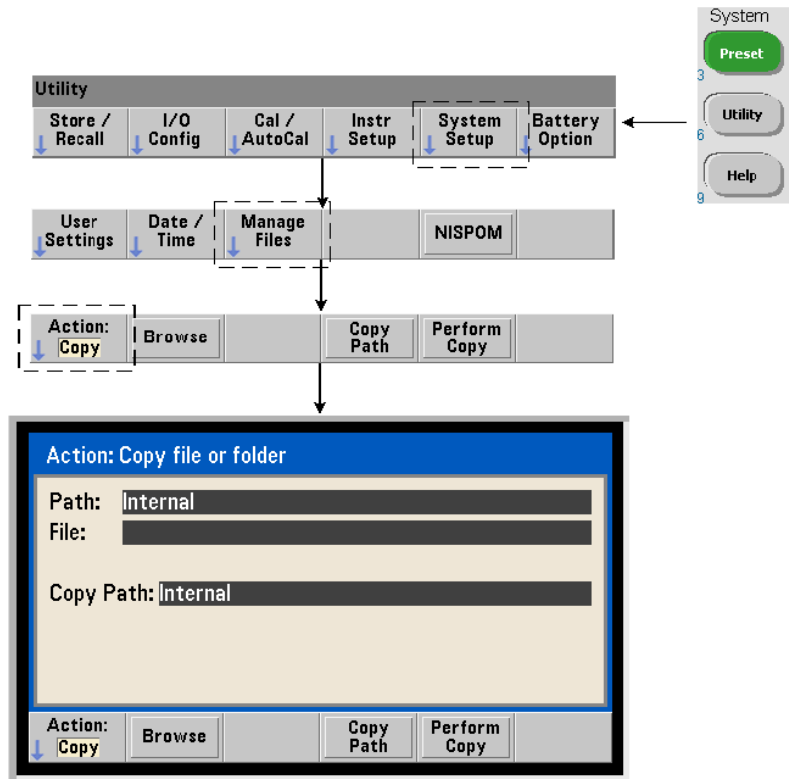 System
Preset
3
Utility
6
Help
9
Utility
Store / Recall
I/O Config
Cal / AutoCal
Instr Setup
System Setup
Battery Option
User Settings
Date / Time
Manage Files
NISPOM
Action: Copy
Browse
Copy Path
Perform Copy
Action: Copy file or folder
Path: Internal
File:
Copy Path: Internal
Action: Copy
Browse
Copy Path
Perform Copy